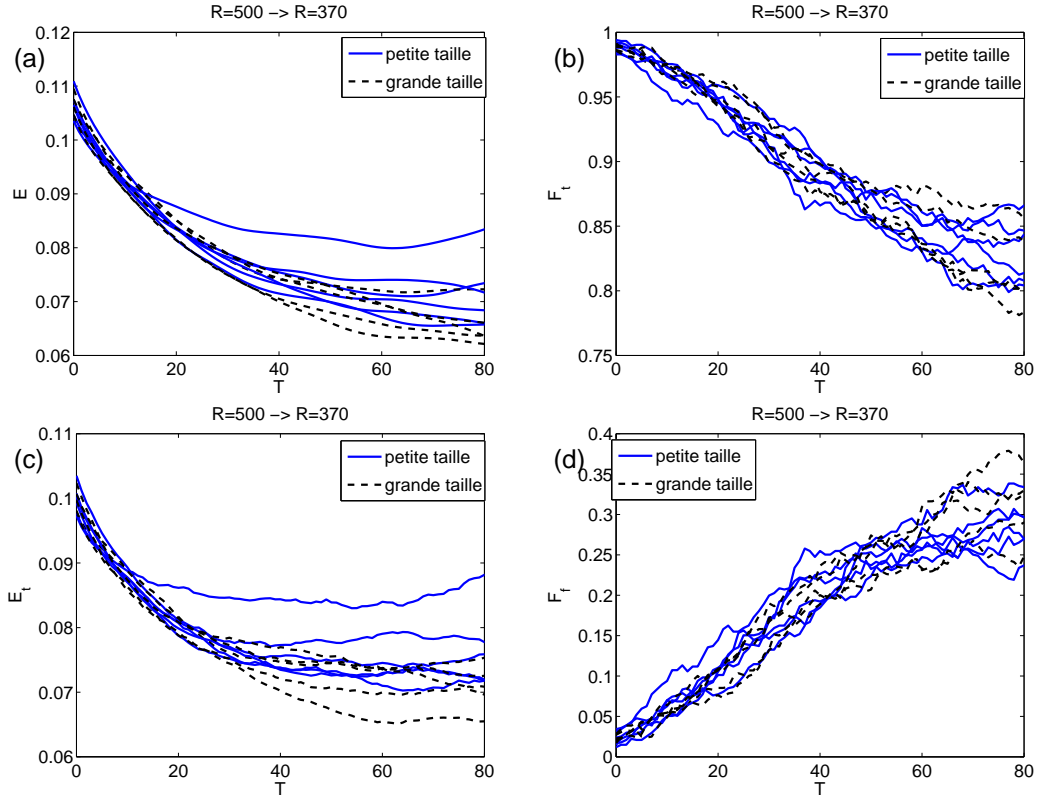 R=500 –> R=370
(a)
petite taille
grande taille
0.12
0.11
0.1
0.09
0.08
0.07
0.06
E
0
20
40
60
80
T
R=500 –> R=370
(b)
petite taille
grande taille
1
0.95
0.9
0.85
0.8
0.75
F_t
0
20
40
60
80
T
R=500 –> R=370
(c)
petite taille
grande taille
0.11
0.1
0.09
0.08
0.07
0.06
E_t
0
20
40
60
80
T
R=500 –> R=370
(d)
petite taille
grande taille
0.4
0.35
0.3
0.25
0.2
0.15
0.1
0.05
0
F_f
0
20
40
60
80
T